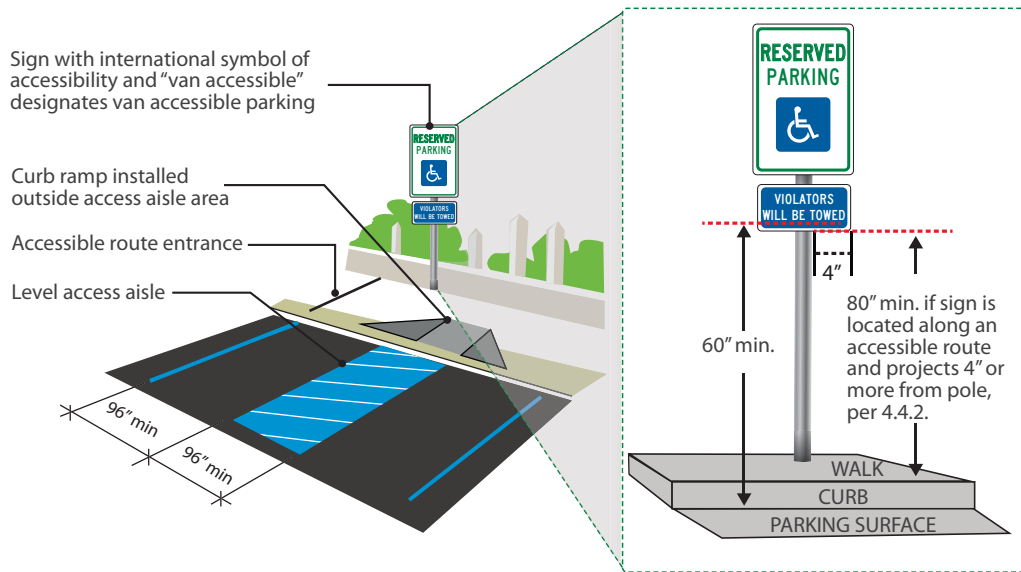 Sign with international symbol of
accessibility and “van accessible”
designates van accessible parking
Curb ramp installed
outside access aisle area
Accessible route entrance
Level access aisle
96” min
96” min
RESERVED
PARKING
VIOLATORS
WILL BE TOWED
RESERVED
PARKING
VIOLATORS
WILL BE TOWED
4”
60” min.
80” min. if sign is
located along an
accessible route
and projects 4” or
more from pole,
per 4.4.2.
WALK
CURB
PARKING SURFACE